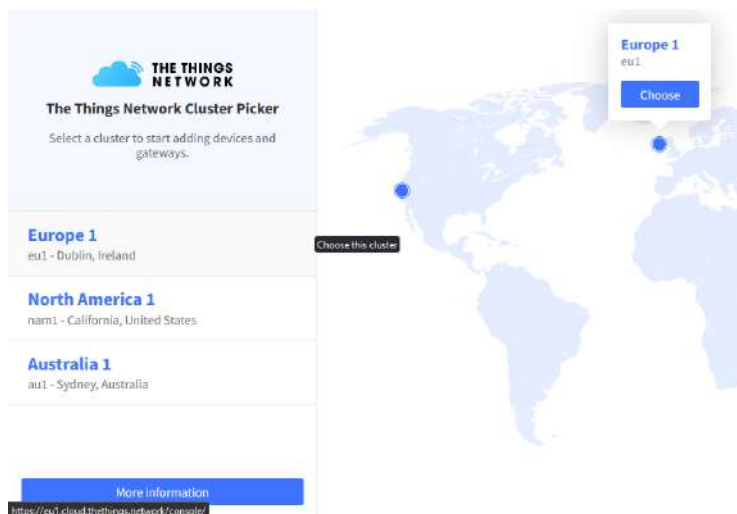 THE THINGS
NETWORK
The Things Network Cluster Picker
Select a cluster to start adding devices and
gateways.
Europe 1
eu1 - Dublin, Ireland
North America 1
nam1 - California, United States
Australia 1
au1 - Sydney, Australia
More information
https://eu1.cloud.thethings.network/console/
Choose this cluster
Europe 1
eu1
Choose